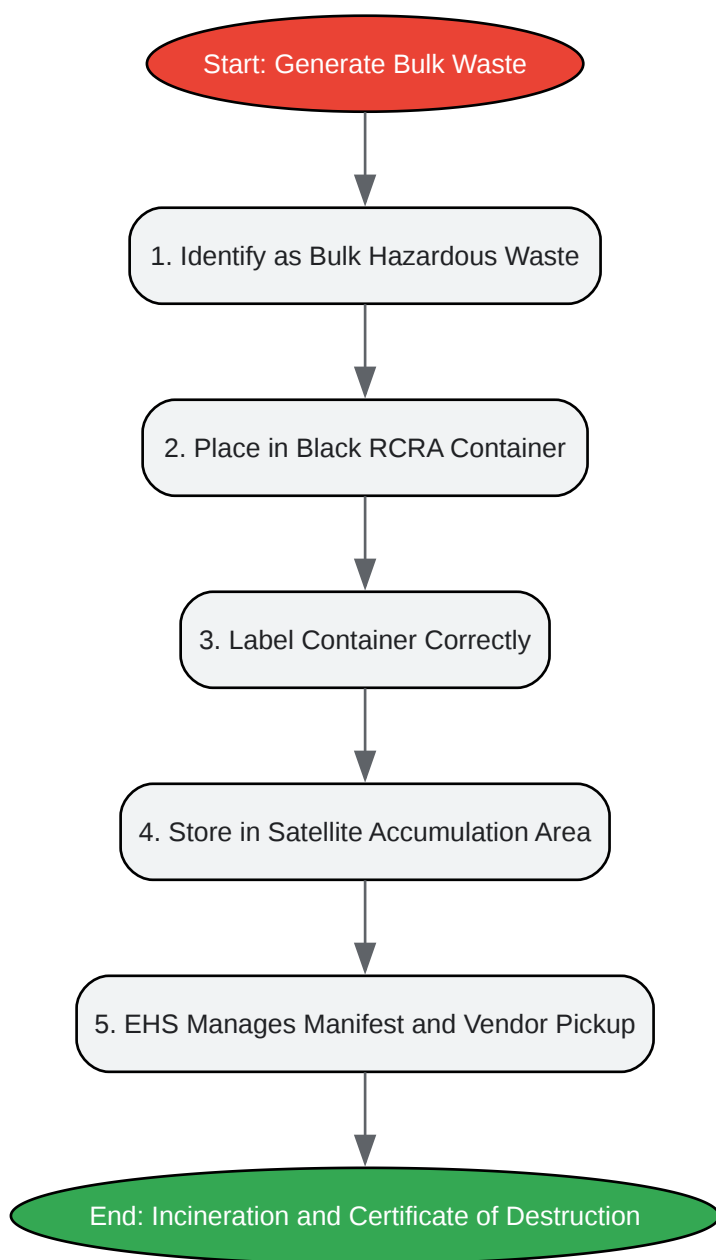 Start: Generate Bulk Waste
1. Identify as Bulk Hazardous Waste
2. Place in Black RCRA Container
3. Label Container Correctly
4. Store in Satellite Accumulation Area
5. EHS Manages Manifest and Vendor Pickup
End: Incineration and Certificate of Destruction